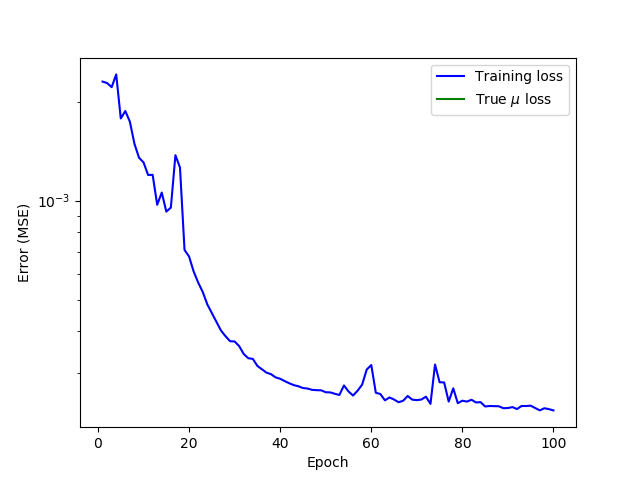 Training loss
True μ loss
10⁻³
Error (MSE)
0 20 40 60 80 100
Epoch